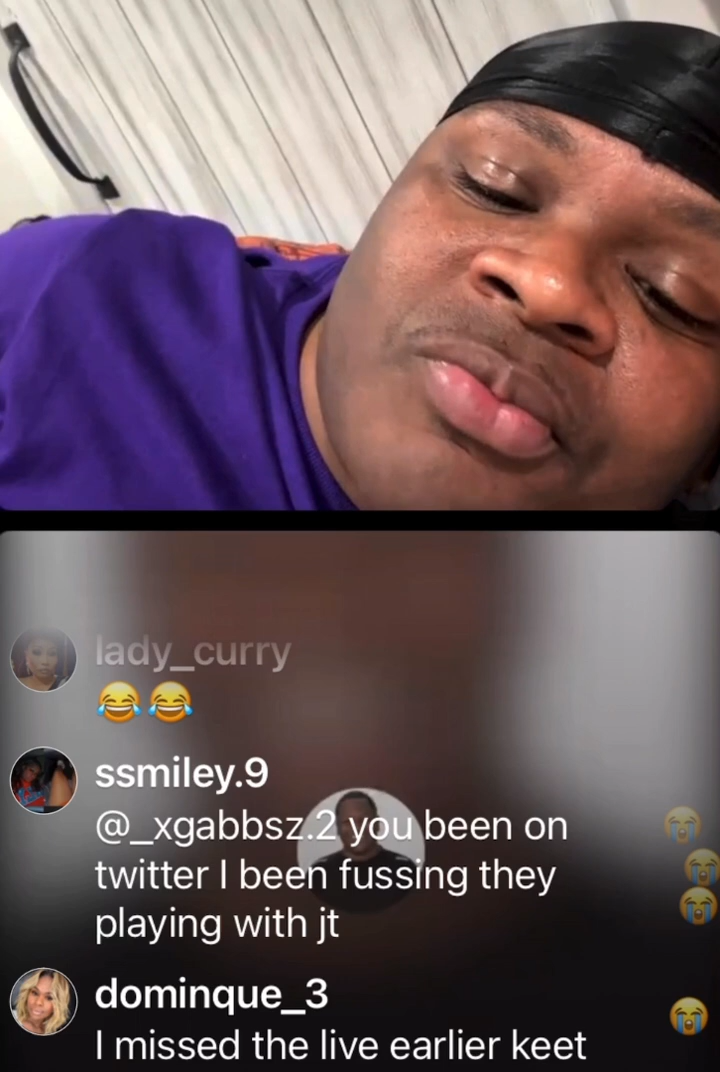 lady_curry
😂😂
ssmiley.9
@_xgabbsz.2 you been on
twitter I been fussing they
playing with jt
dominque_3
I missed the live earlier keet